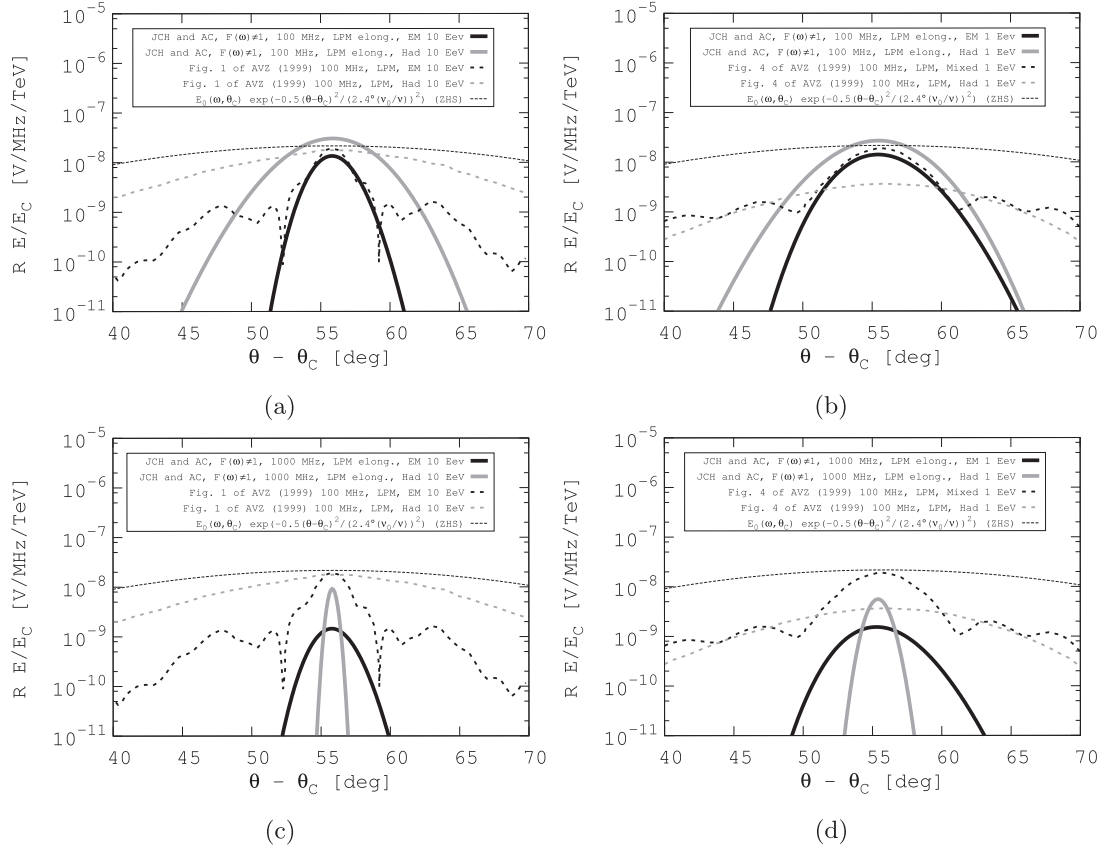 10⁻⁵
10⁻⁶
10⁻⁷
10⁻⁸
10⁻⁹
10⁻¹⁰
10⁻¹¹
R E/E_C [V/MHz/TeV]
JCH and AC, F(ω)≠1, 100 MHz, LPM elong., EM 10 Eev
JCH and AC, F(ω)≠1, 100 MHz, LPM elong., Had 10 EeV
Fig. 1 of AVZ (1999) 100 MHz, LPM, EM 10 EeV
Fig. 1 of AVZ (1999) 100 MHz, LPM, Had 10 EeV
E₀(ω,θ_C) exp(-0.5(θ-θ_C)²/(2.4°(ν₀/ν))²) (ZHS)
40 45 50 55 60 65 70
θ - θ_C [deg]
(a)
10⁻⁵
10⁻⁶
10⁻⁷
10⁻⁸
10⁻⁹
10⁻¹⁰
10⁻¹¹
R E/E_C [V/MHz/TeV]
JCH and AC, F(ω)≠1, 100 MHz, LPM elong., EM 1 Eev
JCH and AC, F(ω)≠1, 100 MHz, LPM elong., Had 1 EeV
Fig. 4 of AVZ (1999) 100 MHz, LPM, Mixed 1 EeV
Fig. 4 of AVZ (1999) 100 MHz, LPM, Had 1 EeV
E₀(ω,θ_C) exp(-0.5(θ-θ_C)²/(2.4°(ν₀/ν))²) (ZHS)
40 45 50 55 60 65 70
θ - θ_C [deg]
(b)
10⁻⁵
10⁻⁶
10⁻⁷
10⁻⁸
10⁻⁹
10⁻¹⁰
10⁻¹¹
R E/E_C [V/MHz/TeV]
JCH and AC, F(ω)≠1, 1000 MHz, LPM elong., EM 10 Eev
JCH and AC, F(ω)≠1, 1000 MHz, LPM elong., Had 10 EeV
Fig. 1 of AVZ (1999) 100 MHz, LPM, EM 10 EeV
Fig. 1 of AVZ (1999) 100 MHz, LPM, Had 10 EeV
E₀(ω,θ_C) exp(-0.5(θ-θ_C)²/(2.4°(ν₀/ν))²) (ZHS)
40 45 50 55 60 65 70
θ - θ_C [deg]
(c)
10⁻⁵
10⁻⁶
10⁻⁷
10⁻⁸
10⁻⁹
10⁻¹⁰
10⁻¹¹
R E/E_C [V/MHz/TeV]
JCH and AC, F(ω)≠1, 1000 MHz, LPM elong., EM 1 Eev
JCH and AC, F(ω)≠1, 1000 MHz, LPM elong., Had 1 EeV
Fig. 4 of AVZ (1999) 100 MHz, LPM, Mixed 1 EeV
Fig. 4 of AVZ (1999) 100 MHz, LPM, Had 1 EeV
E₀(ω,θ_C) exp(-0.5(θ-θ_C)²/(2.4°(ν₀/ν))²) (ZHS)
40 45 50 55 60 65 70
θ - θ_C [deg]
(d)